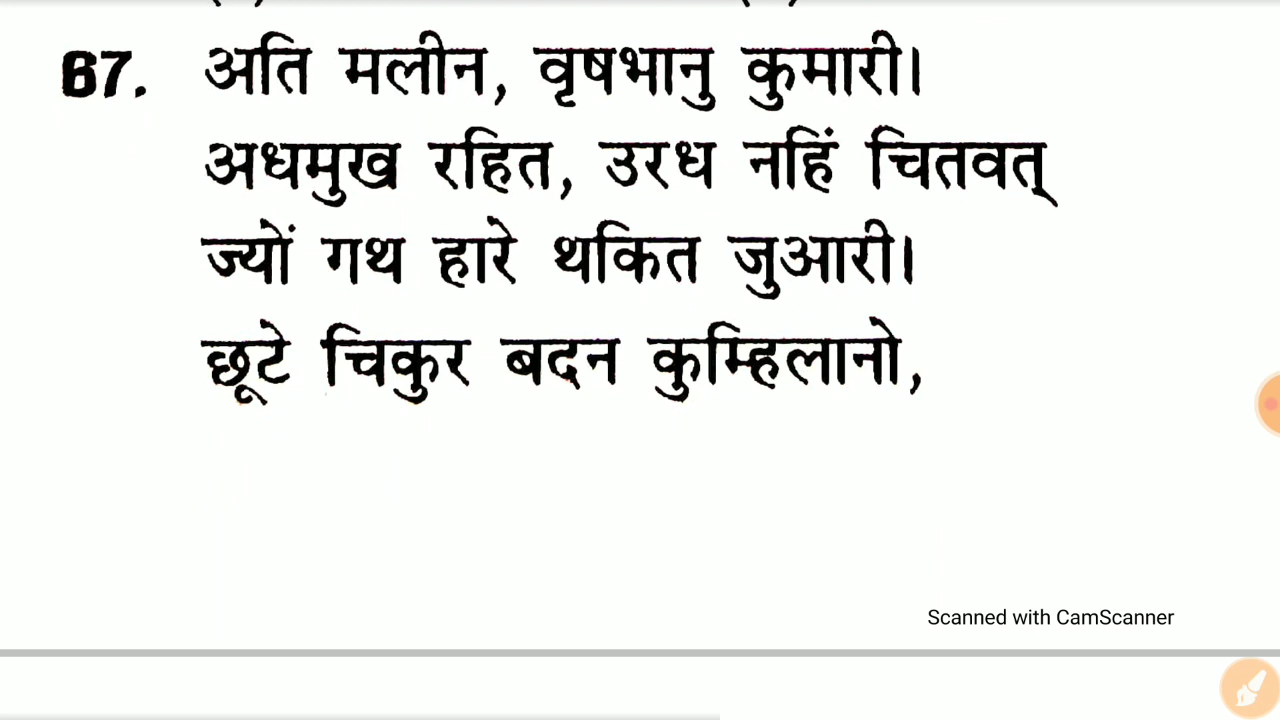 67. अति मलीन, वृषभानु कुमारी।
अधमुख रहित, उरध नहिं चितवत्
ज्यों गथ हारे थकित जुआरी।
छूटे चिकुर बदन कुम्हिलानो,
Scanned with CamScanner